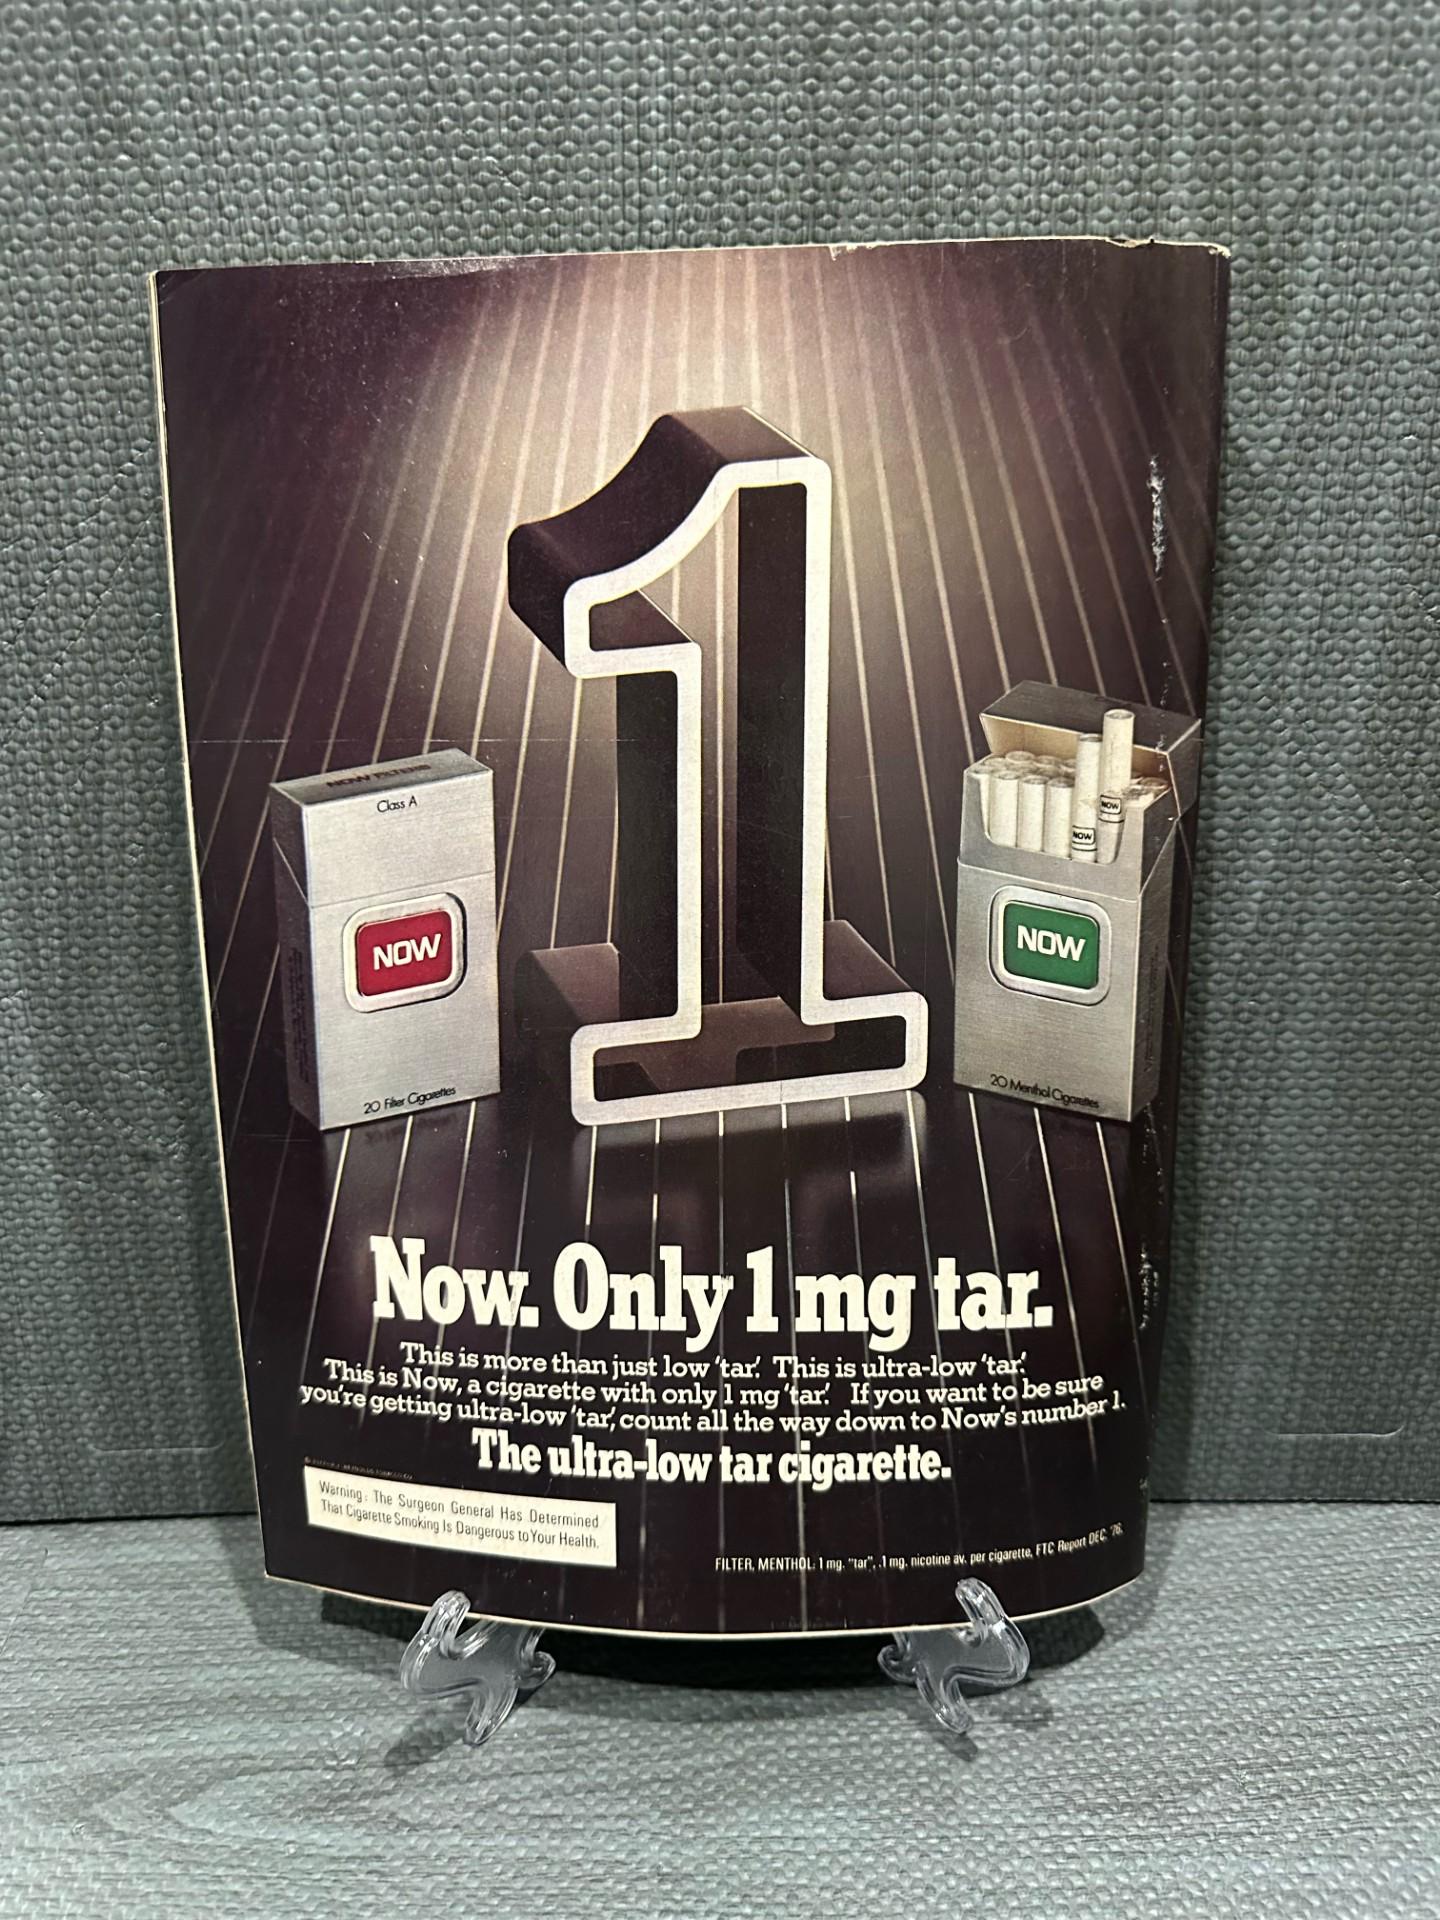 NOW FILTERS
Class A
NOW
20 Filter Cigarettes
NOW
NOW
NOW
20 Menthol Cigarettes
Now. Only 1 mg tar.
This is more than just low 'tar'. This is ultra-low 'tar'.
This is Now, a cigarette with only 1 mg 'tar'. If you want to be sure
you're getting ultra-low 'tar', count all the way down to Now's number 1.
The ultra-low tar cigarette.
Warning: The Surgeon General Has Determined
That Cigarette Smoking Is Dangerous to Your Health.
FILTER, MENTHOL: 1 mg. "tar", .1 mg. nicotine av. per cigarette, FTC Report DEC. '76.